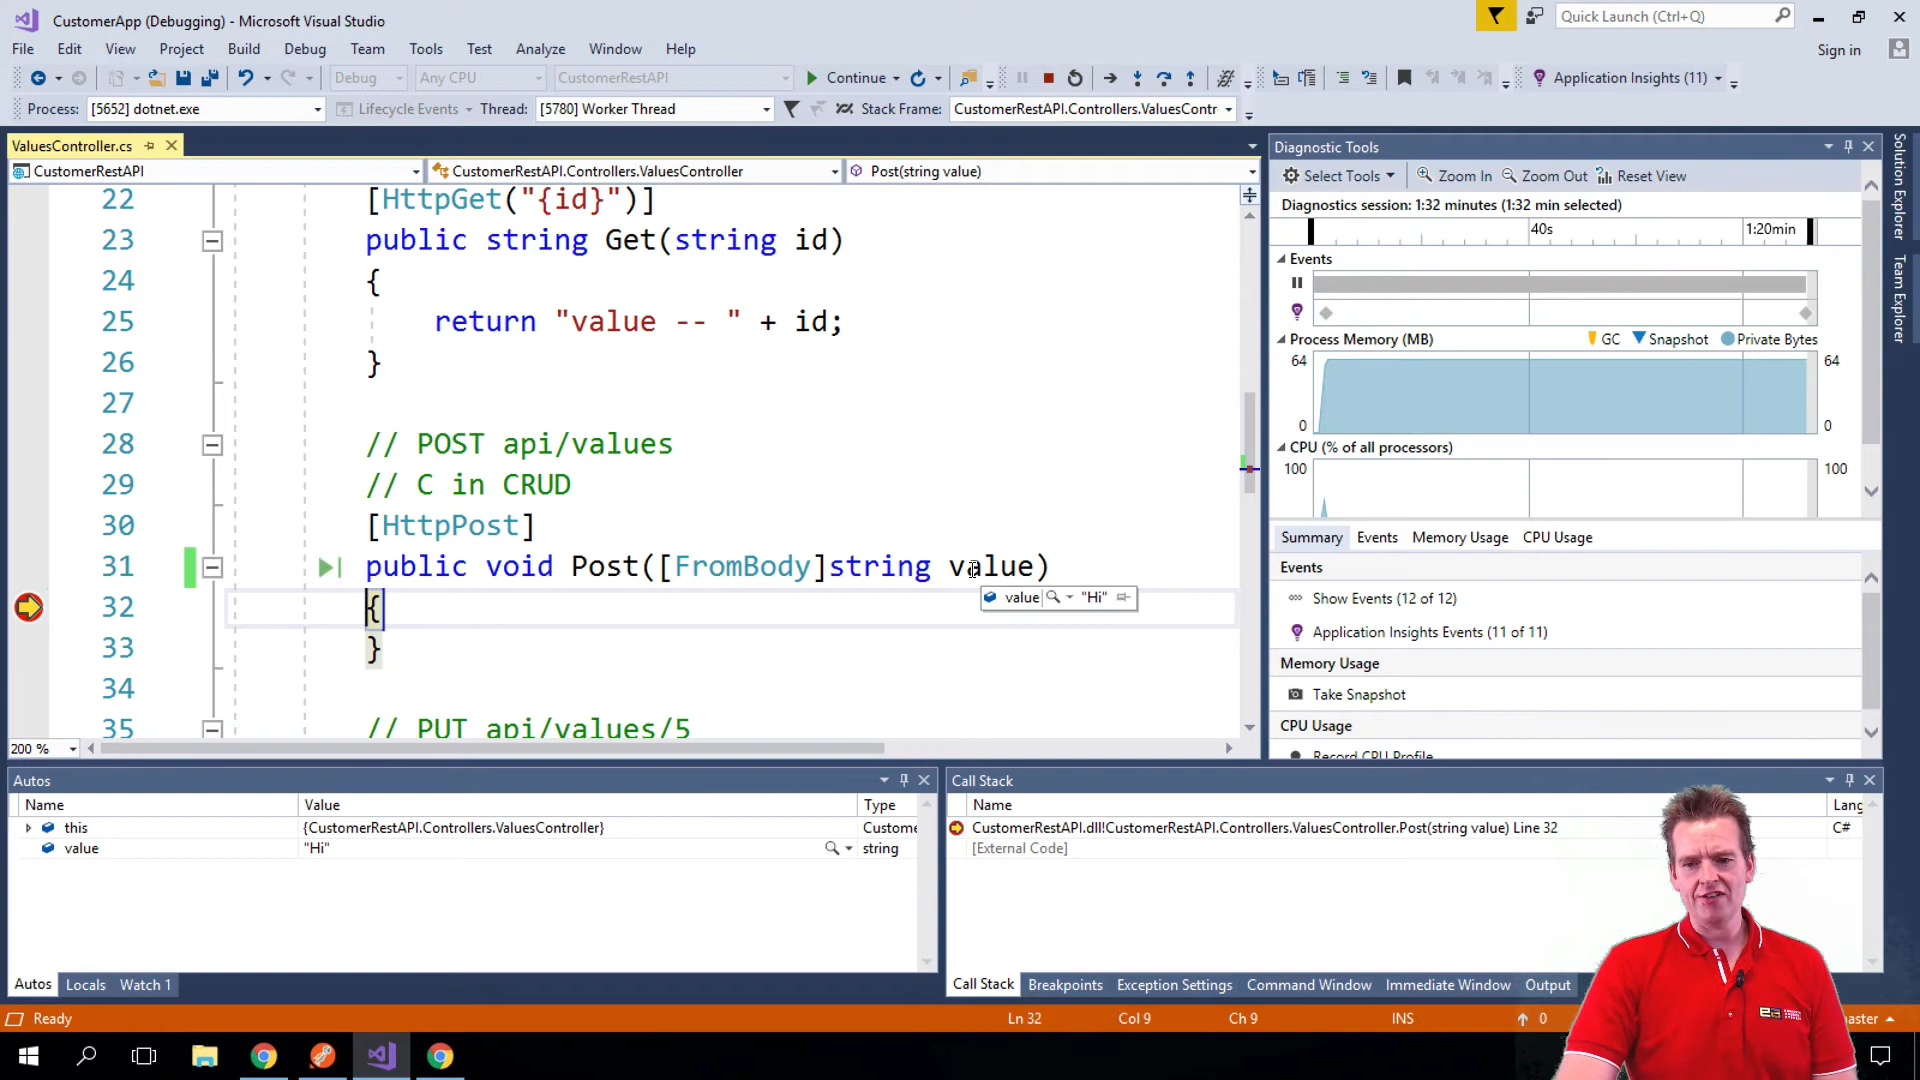 CustomerApp (Debugging) - Microsoft Visual Studio
Quick Launch (Ctrl+Q)
File Edit View Project Build Debug Team Tools Test Analyze Window Help
Sign in
Debug Any CPU CustomerRestAPI Continue Application Insights (11)
Process: [5652] dotnet.exe Lifecycle Events Thread: [5780] Worker Thread Stack Frame: CustomerRestAPI.Controllers.ValuesContr
ValuesController.cs
CustomerRestAPI CustomerRestAPI.Controllers.ValuesController Post(string value)
22 [HttpGet("{id}")]
23 public string Get(string id)
24 {
25 return "value -- " + id;
26 }
27
28 // POST api/values
29 // C in CRUD
30 [HttpPost]
31 public void Post([FromBody]string value)
value "Hi"
32 {
33 }
34
35 // PUT api/values/5
200 %
Diagnostic Tools
Select Tools Zoom In Zoom Out Reset View
Diagnostics session: 1:32 minutes (1:32 min selected)
40s 1:20min
Events
Process Memory (MB) GC Snapshot Private Bytes
64 64
0 0
CPU (% of all processors)
100 100
Summary Events Memory Usage CPU Usage
Events
Show Events (12 of 12)
Application Insights Events (11 of 11)
Memory Usage
Take Snapshot
CPU Usage
Record CPU Profile
Solution Explorer
Team Explorer
Autos
Name Value Type
this {CustomerRestAPI.Controllers.ValuesController} Custome
value "Hi" string
Autos Locals Watch 1
Call Stack
Name Lang
CustomerRestAPI.dll!CustomerRestAPI.Controllers.ValuesController.Post(string value) Line 32 C#
[External Code]
Call Stack Breakpoints Exception Settings Command Window Immediate Window Output
Ready Ln 32 Col 9 Ch 9 INS 0 master